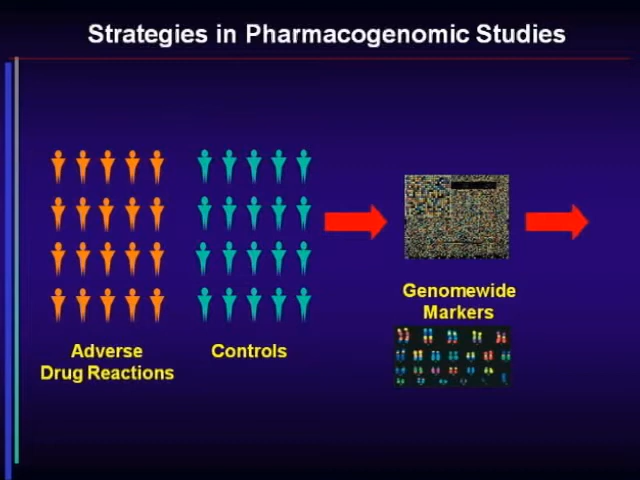 Strategies in Pharmacogenomic Studies
Adverse
Drug Reactions
Controls
Genomewide
Markers